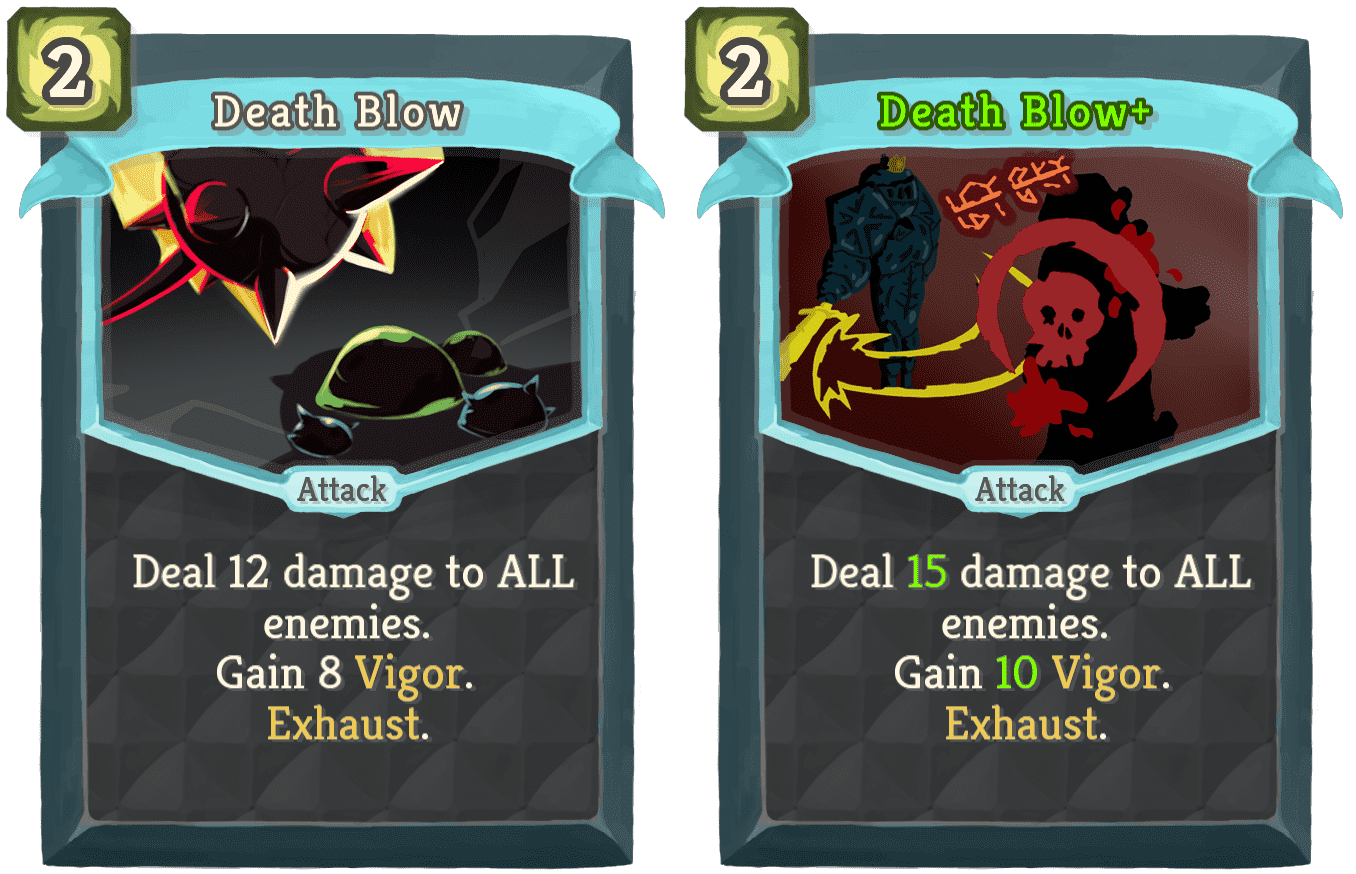 2
Death Blow
Attack
Deal 12 damage to ALL
enemies.
Gain 8 Vigor.
Exhaust.
2
Death Blow+
Attack
Deal 15 damage to ALL
enemies.
Gain 10 Vigor.
Exhaust.